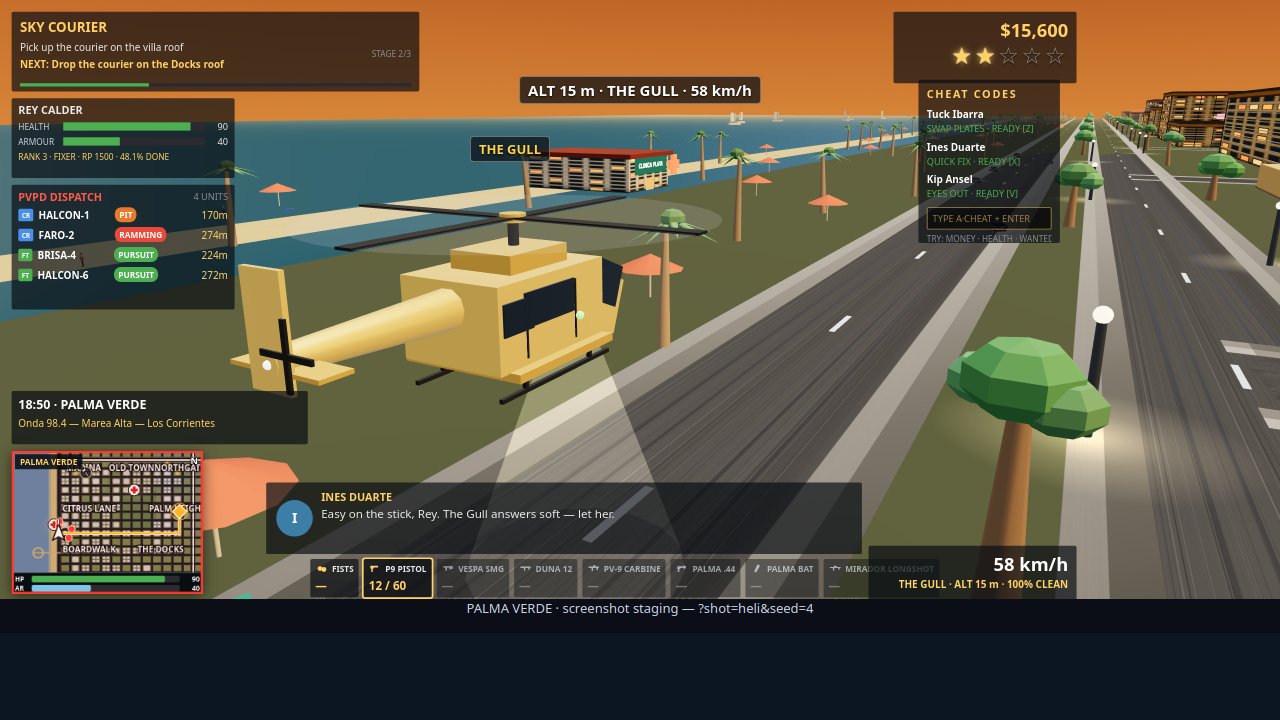 SKY COURIER
Pick up the courier on the villa roof
NEXT: Drop the courier on the Docks roof
STAGE 2/3
$15,600
ALT 15 m · THE GULL · 58 km/h
THE GULL
CLINICA PLAYA
REY CALDER
HEALTH 90
ARMOUR 40
RANK 3 · FIXER · RP 1500 · 48.1% DONE
PVPD DISPATCH 4 UNITS
CR HALCON-1 PIT 170m
CR FARO-2 RAMMING 274m
FT BRISA-4 PURSUIT 224m
FT HALCON-6 PURSUIT 272m
CHEAT CODES
Tuck Ibarra
SWAP PLATES · READY [Z]
Ines Duarte
QUICK FIX · READY [X]
Kip Ansel
EYES OUT · READY [V]
TYPE A CHEAT + ENTER
TRY: MONEY · HEALTH · WANTED
18:50 · PALMA VERDE
Onda 98.4 — Marea Alta — Los Corrientes
PALMA VERDE
N
OLD TOWN
NORTHGAT
CITRUS LANE
BOARDWALK
THE DOCKS
HP 90
AR 40
I
INES DUARTE
Easy on the stick, Rey. The Gull answers soft — let her.
FISTS —
P9 PISTOL 12 / 60
VESPA SMG —
DUNA 12 —
PV-9 CARBINE —
PALMA .44 —
PALMA BAT —
MIRADOR LONGSHOT —
58 km/h
THE GULL · ALT 15 m · 100% CLEAN
PALMA VERDE · screenshot staging — ?shot=heli&seed=4